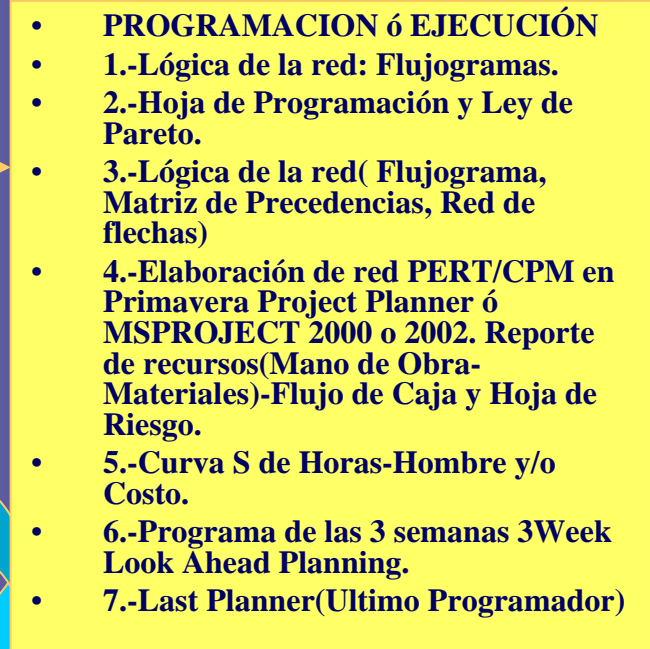 • PROGRAMACION ó EJECUCIÓN
• 1.-Lógica de la red: Flujogramas.
• 2.-Hoja de Programación y Ley de
Pareto.
• 3.-Lógica de la red( Flujograma,
Matriz de Precedencias, Red de
flechas)
• 4.-Elaboración de red PERT/CPM en
Primavera Project Planner ó
MSPROJECT 2000 o 2002. Reporte
de recursos(Mano de Obra-
Materiales)-Flujo de Caja y Hoja de
Riesgo.
• 5.-Curva S de Horas-Hombre y/o
Costo.
• 6.-Programa de las 3 semanas 3Week
Look Ahead Planning.
• 7.-Last Planner(Ultimo Programador)